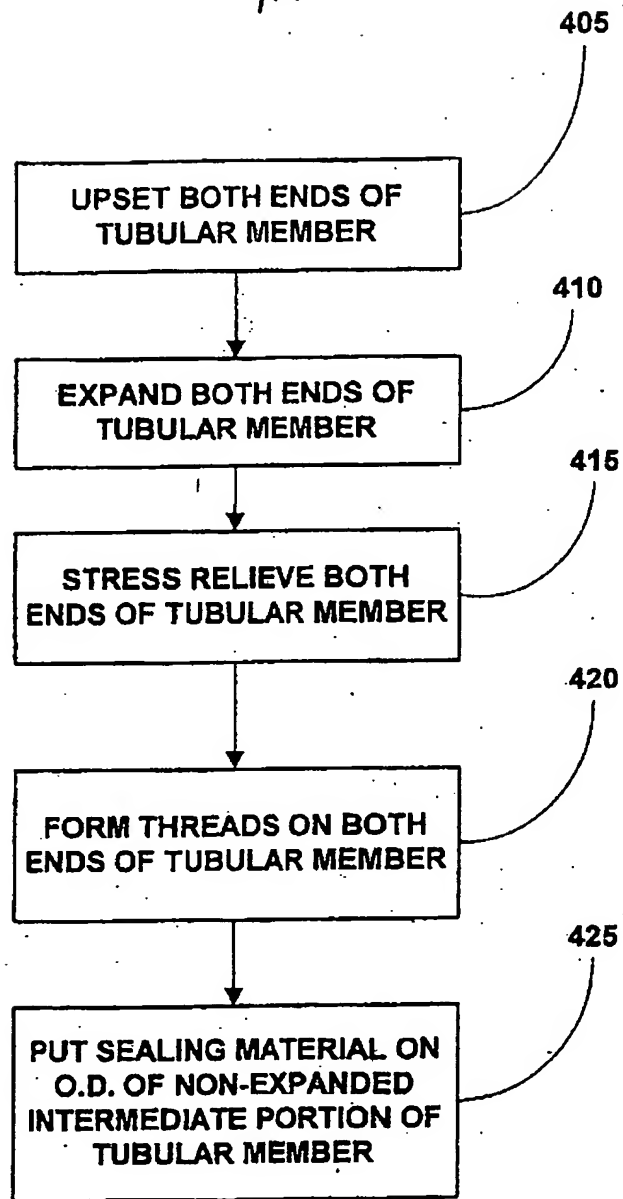 405
UPSET BOTH ENDS OF
TUBULAR MEMBER
410
EXPAND BOTH ENDS OF
TUBULAR MEMBER
415
STRESS RELIEVE BOTH
ENDS OF TUBULAR MEMBER
420
FORM THREADS ON BOTH
ENDS OF TUBULAR MEMBER
425
PUT SEALING MATERIAL ON
O.D. OF NON-EXPANDED
INTERMEDIATE PORTION OF
TUBULAR MEMBER